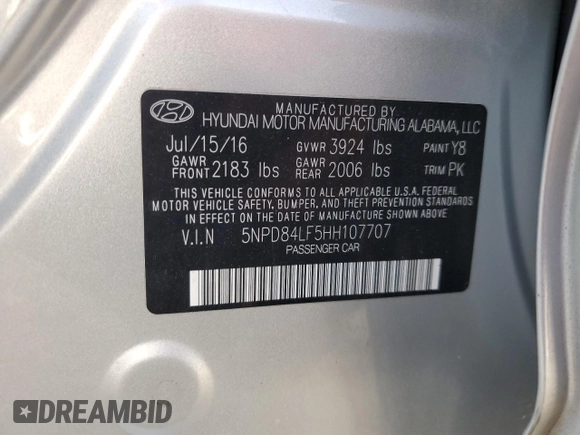 MANUFACTURED BY
HYUNDAI MOTOR MANUFACTURING ALABAMA, LLC
Jul/15/16 GVWR 3924 lbs PAINT Y8
GAWR FRONT 2183 lbs GAWR REAR 2006 lbs TRIM PK
THIS VEHICLE CONFORMS TO ALL APPLICABLE U.S.A. FEDERAL
MOTOR VEHICLE SAFETY, BUMPER, AND THEFT PREVENTION STANDARDS
IN EFFECT ON THE DATE OF MANUFACTURE SHOWN ABOVE.
V.I.N 5NPD84LF5HH107707
PASSENGER CAR
DREAMBID